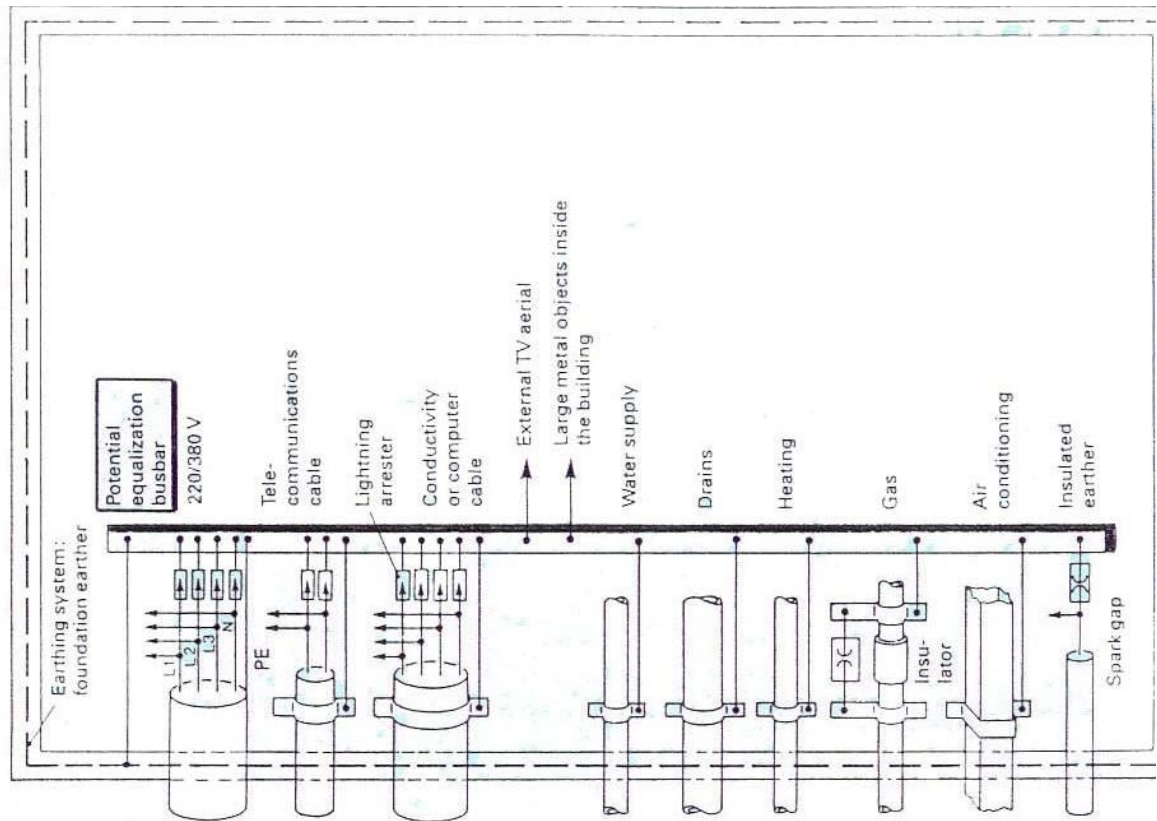 Earthing system:
foundation earther
Potential
equalization
busbar
220/380 V
L1
L2
L3
N
PE
Tele-
communications
cable
Lightning
arrester
Conductivity
or computer
cable
External TV aerial
Large metal objects inside
the building
Water supply
Drains
Heating
Gas
Insu-
lator
Air
conditioning
Insulated
earther
Spark gap